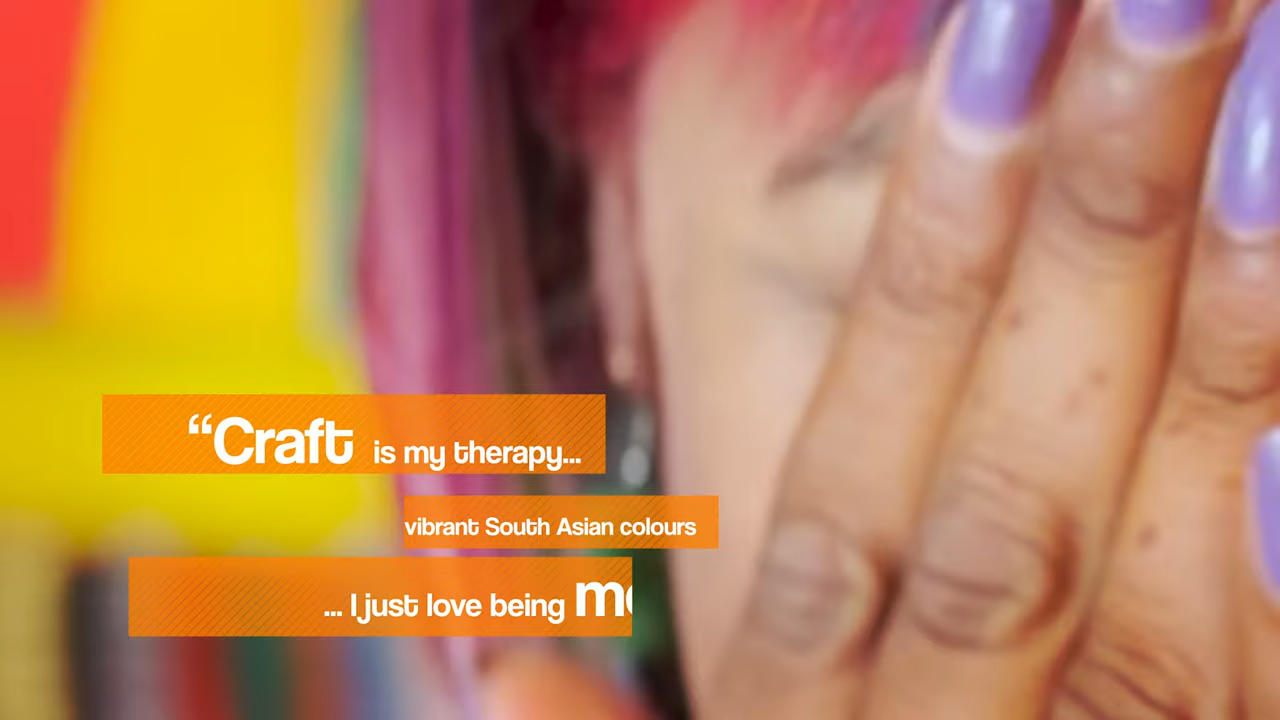 “Craft is my therapy...
vibrant South Asian colours
... I just love being